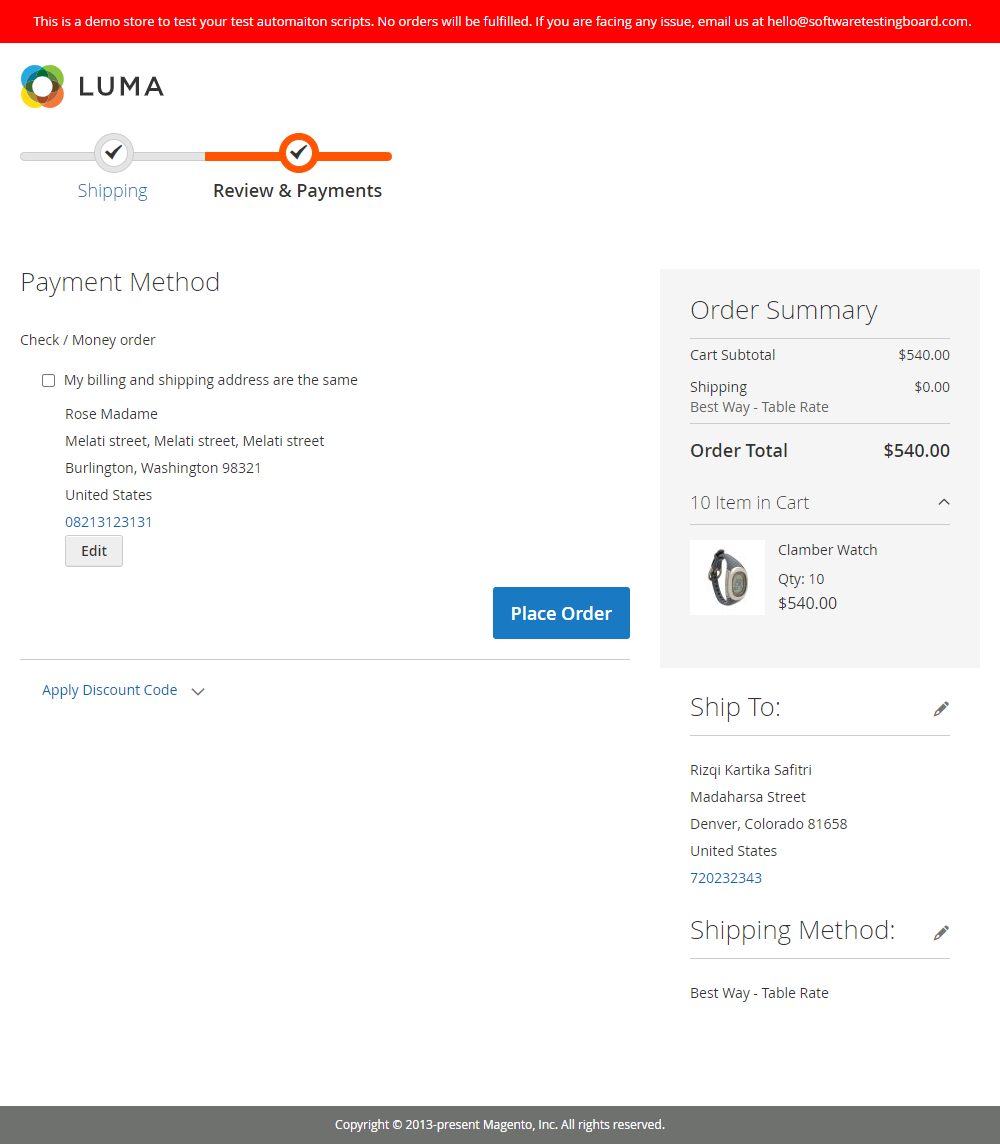 This is a demo store to test your test automaiton scripts. No orders will be fulfilled. If you are facing any issue, email us at hello@softwaretestingboard.com.
LUMA
Shipping
Review & Payments
Payment Method
Check / Money order
My billing and shipping address are the same
Rose Madame
Melati street, Melati street, Melati street
Burlington, Washington 98321
United States
08213123131
Edit
Place Order
Apply Discount Code
Order Summary
Cart Subtotal $540.00
Shipping $0.00
Best Way - Table Rate
Order Total $540.00
10 Item in Cart
Clamber Watch
Qty: 10
$540.00
Ship To:
Rizqi Kartika Safitri
Madaharsa Street
Denver, Colorado 81658
United States
720232343
Shipping Method:
Best Way - Table Rate
Copyright © 2013-present Magento, Inc. All rights reserved.